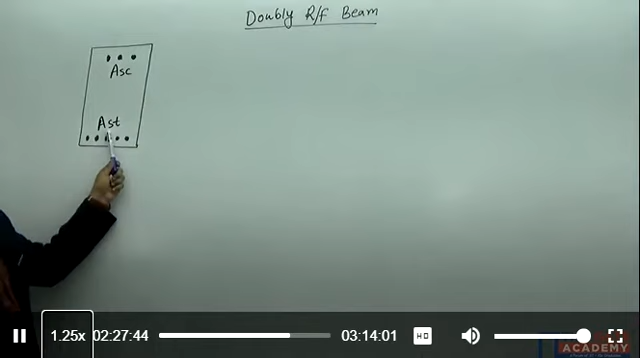 Doubly R/f Beam
Asc
Ast
1.25x 02:27:44 03:14:01 HD
ACADEMY